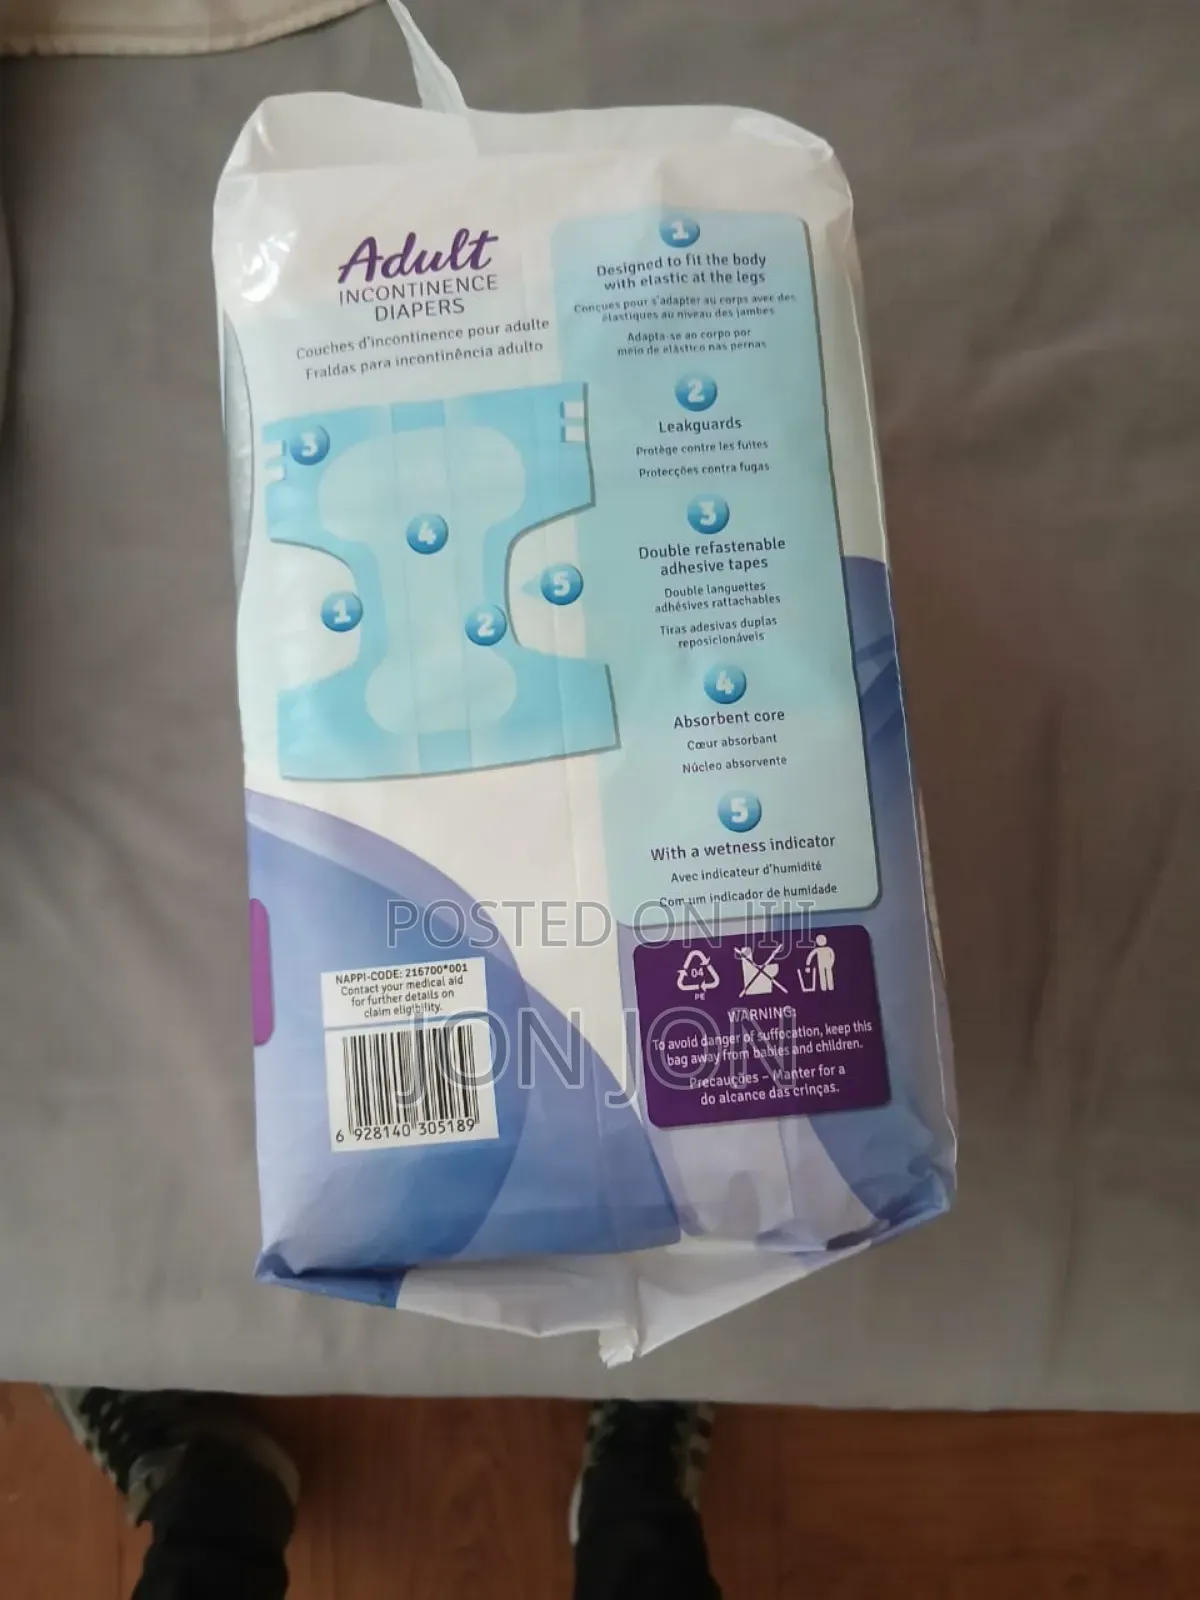 Adult
INCONTINENCE
DIAPERS
Couches d'incontinence pour adulte
Fraldas para incontinência adulto
3
4
1
2
5
1
Designed to fit the body
with elastic at the legs
Conçues pour s'adapter au corps avec des
élastiques au niveau des jambes
Adapta-se ao corpo por
meio de elástico nas pernas
2
Leakguards
Protège contre les fuites
Protecções contra fugas
3
Double refastenable
adhesive tapes
Double languettes
adhésives rattachables
Tiras adesivas duplas
reposicionáveis
4
Absorbent core
Cœur absorbant
Núcleo absorvente
5
With a wetness indicator
Avec indicateur d'humidité
Com um indicador de humidade
POSTED ON JIJI
JON JON
NAPPI-CODE: 216700*001
Contact your medical aid
for further details on
claim eligibility.
6 928140 305189
04
PE
WARNING:
To avoid danger of suffocation, keep this
bag away from babies and children.
Precauções – Manter for a
do alcance das crinças.